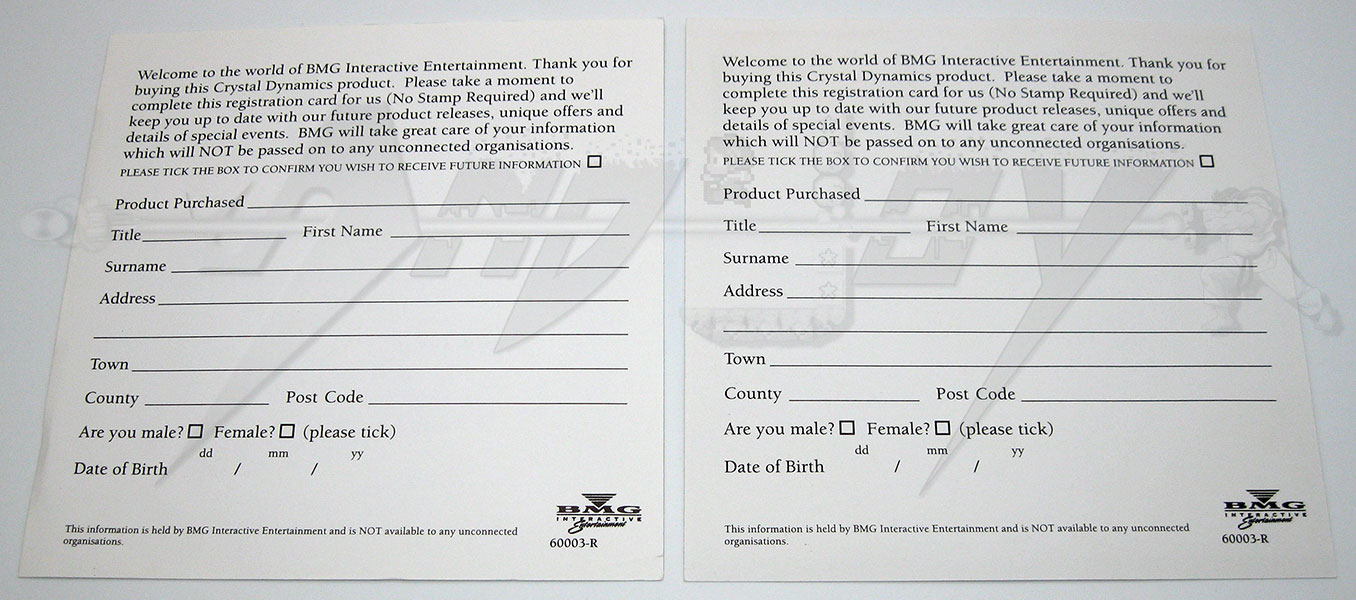 Welcome to the world of BMG Interactive Entertainment. Thank you for
buying this Crystal Dynamics product. Please take a moment to
complete this registration card for us (No Stamp Required) and we'll
keep you up to date with our future product releases, unique offers and
details of special events. BMG will take great care of your information
which will NOT be passed on to any unconnected organisations.
PLEASE TICK THE BOX TO CONFIRM YOU WISH TO RECEIVE FUTURE INFORMATION
Product Purchased
Title First Name
Surname
Address
Town
County Post Code
Are you male? Female? (please tick)
dd mm yy
Date of Birth / /
BMG
INTERACTIVE
Entertainment
This information is held by BMG Interactive Entertainment and is NOT available to any unconnected
organisations.
60003-R
Welcome to the world of BMG Interactive Entertainment. Thank you for
buying this Crystal Dynamics product. Please take a moment to
complete this registration card for us (No Stamp Required) and we'll
keep you up to date with our future product releases, unique offers and
details of special events. BMG will take great care of your information
which will NOT be passed on to any unconnected organisations.
PLEASE TICK THE BOX TO CONFIRM YOU WISH TO RECEIVE FUTURE INFORMATION
Product Purchased
Title First Name
Surname
Address
Town
County Post Code
Are you male? Female? (please tick)
dd mm yy
Date of Birth / /
BMG
INTERACTIVE
Entertainment
This information is held by BMG Interactive Entertainment and is NOT available to any unconnected
organisations.
60003-R